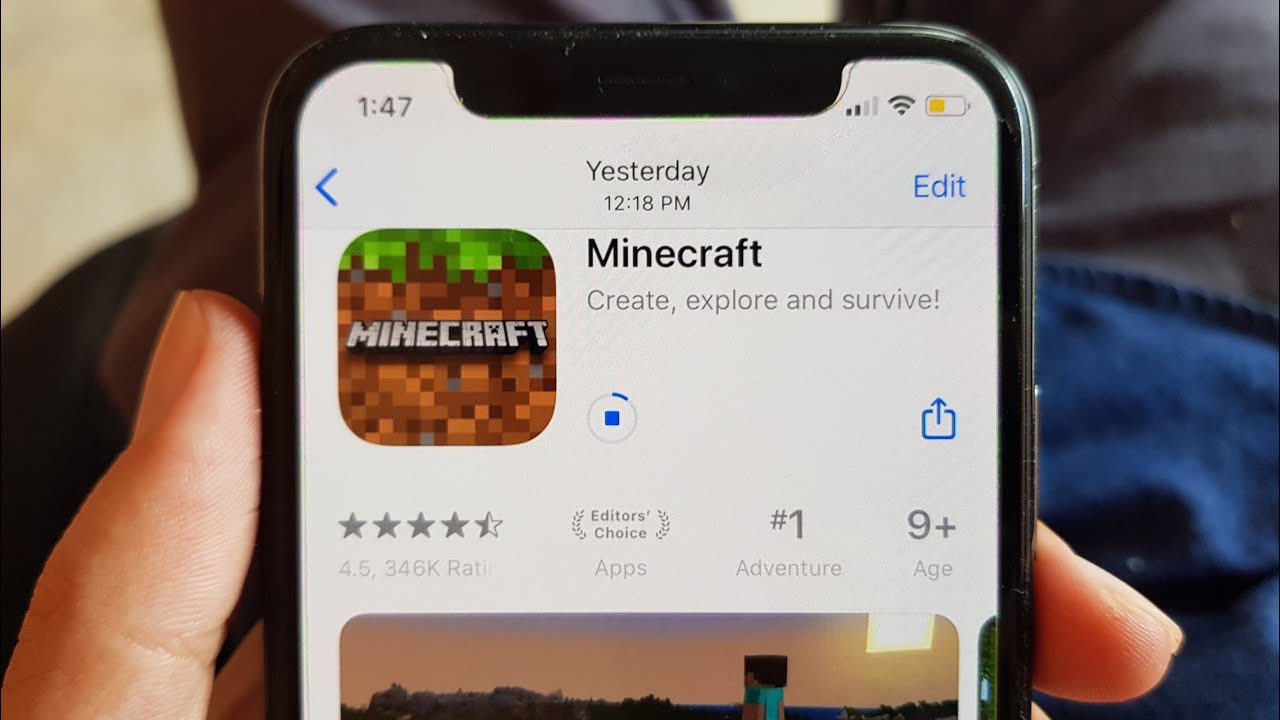 1:47
Yesterday
12:18 PM
Edit
Minecraft
Create, explore and survive!
MINECRAFT
4.5, 346K
Editors'
Choice
Apps
#1
Adventure
9+
Age